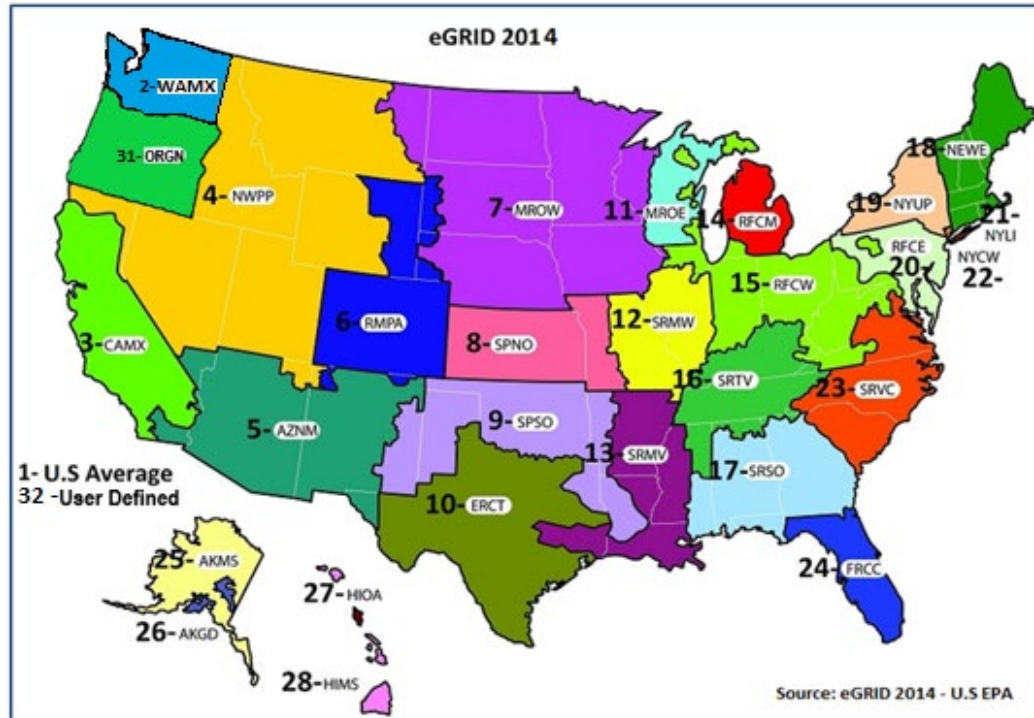 eGRID 2014
2-WAMX
31-ORGN
4- NWPP
7- MROW
11- MROE
14- RFCM
18- NEWE
19- NYUP
21-
NYLI
RFCE
20-
NYCW
22-
3- CAMX
6- RMPA
8- SPNO
12- SRMW
15- RFCW
16- SRTV
23- SRVC
5- AZNM
9- SPSO
13- SRMV
17- SRSO
10- ERCT
24- FRCC
1- U.S Average
32 -User Defined
25- AKMS
26- AKGD
27- HIOA
28- HIMS
Source: eGRID 2014 - U.S EPA